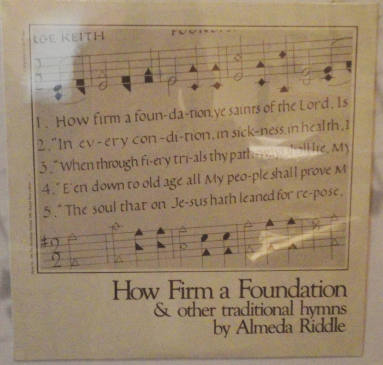 RGE KEITH FOUNDA
1. How firm a foun-da-tion, ye saints of the Lord, Is
2. "In ev-ery con-di-tion, in sick-ness, in health, I
3. "When through fi-ery tri-als thy path-way shall lie, My
4. "E'en down to old age all My peo-ple shall prove M
5. "The soul that on Je-sus hath leaned for re-pose,
How Firm a Foundation
& other traditional hymns
by Almeda Riddle